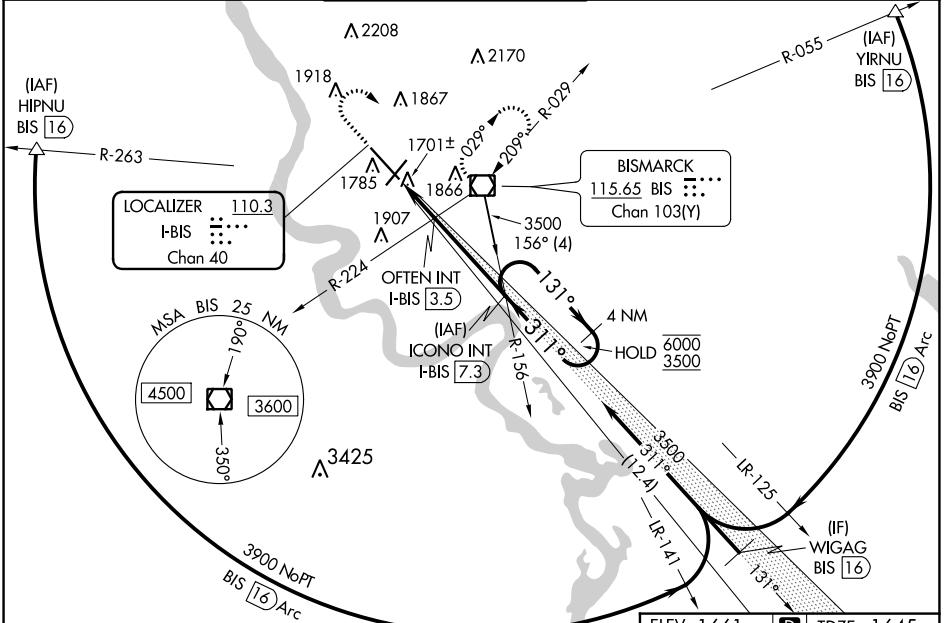 2208
2170
R-055
(IAF)
YIRNU
BIS 16
(IAF)
HIPNU
BIS 16
1918
1867
R-029
029°
209°
R-263
1701±
1785
1866
BISMARCK
115.65 BIS
Chan 103(Y)
LOCALIZER 110.3
I-BIS
Chan 40
1907
3500
156° (4)
R-224
OFTEN INT
I-BIS 3.5
131°
4 NM
(IAF)
ICONO INT
I-BIS 7.3
311°
HOLD 6000
3500
R-156
MSA BIS 25 NM
190°
4500
3600
350°
3425
3900 NoPT
BIS 16 Arc
3500
311°
(12.4)
LR-125
LR-141
(IF)
WIGAG
BIS 16
131°
3900 NoPT
BIS 16 Arc
ELEV 1661 D TDZE 1645